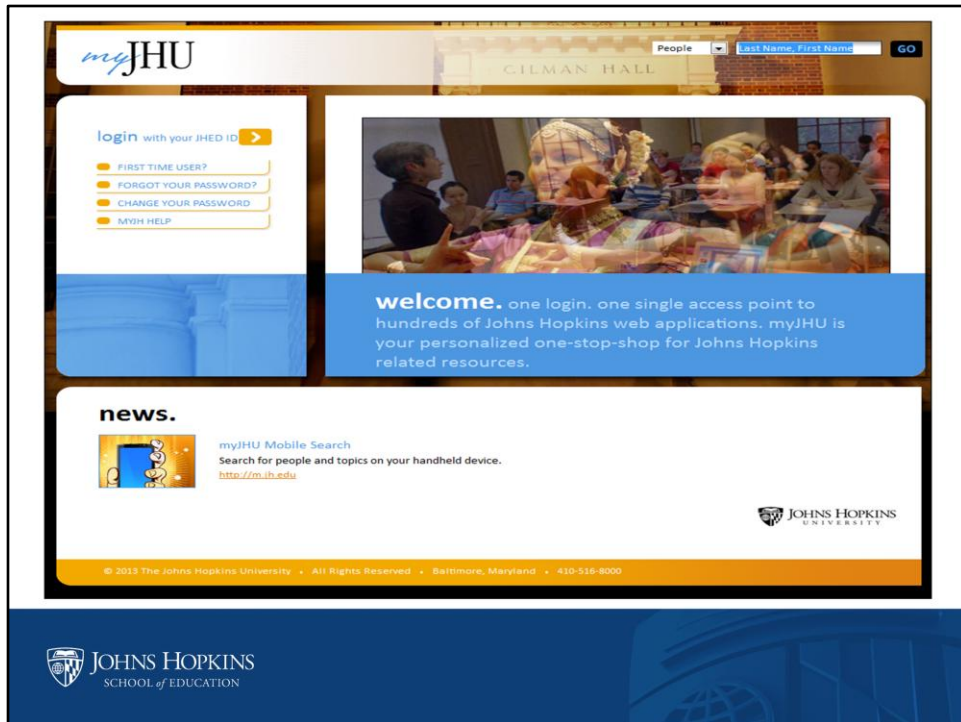 myJHU
People
Last Name, First Name
GO
GILMAN HALL
login with your JHED ID
FIRST TIME USER?
FORGOT YOUR PASSWORD?
CHANGE YOUR PASSWORD
MYJH HELP
welcome. one login. one single access point to
hundreds of Johns Hopkins web applications. myJHU is
your personalized one-stop-shop for Johns Hopkins
related resources.
news.
myJHU Mobile Search
Search for people and topics on your handheld device.
http://m.jh.edu
JOHNS HOPKINS
UNIVERSITY
© 2013 The Johns Hopkins University • All Rights Reserved • Baltimore, Maryland • 410-516-8000
JOHNS HOPKINS
SCHOOL of EDUCATION